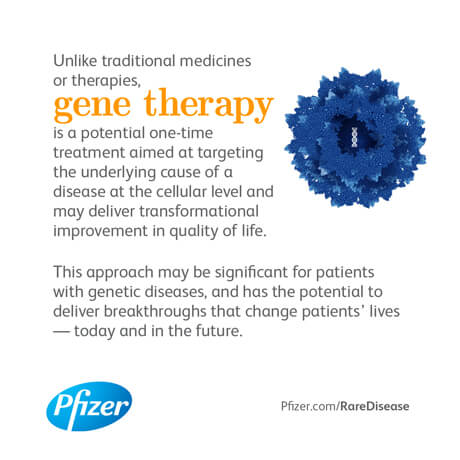 Unlike traditional medicines
or therapies,
gene therapy
is a potential one-time
treatment aimed at targeting
the underlying cause of a
disease at the cellular level and
may deliver transformational
improvement in quality of life.
This approach may be significant for patients
with genetic diseases, and has the potential to
deliver breakthroughs that change patients’ lives
— today and in the future.
Pfizer
Pfizer.com/RareDisease